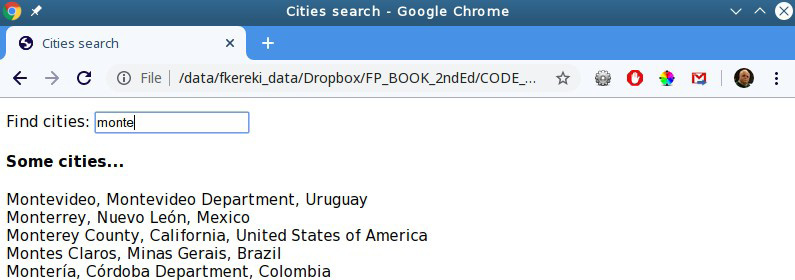 Cities search - Google Chrome
Cities search
File /data/fkereki_data/Dropbox/FP_BOOK_2ndEd/CODE_...
Find cities: monte
Some cities...
Montevideo, Montevideo Department, Uruguay
Monterrey, Nuevo León, Mexico
Monterey County, California, United States of America
Montes Claros, Minas Gerais, Brazil
Montería, Córdoba Department, Colombia